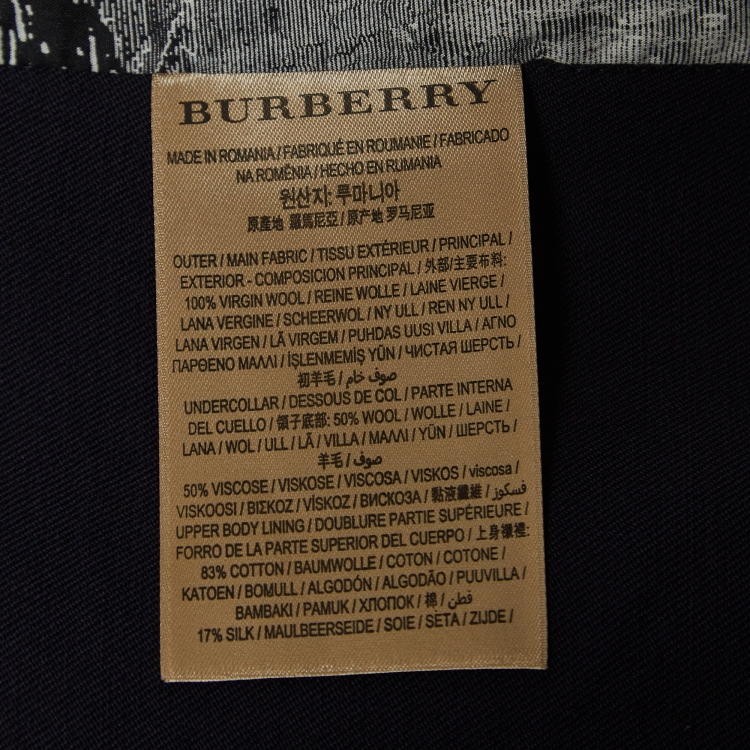 BURBERRY
MADE IN ROMANIA / FABRIQUÉ EN ROUMANIE / FABRICADO
NA ROMÊNIA / HECHO EN RUMANIA
원산지: 루마니아
原產地 羅馬尼亞 / 原产地 罗马尼亚
OUTER / MAIN FABRIC / TISSU EXTÉRIEUR / PRINCIPAL /
EXTERIOR - COMPOSICION PRINCIPAL / 外部/主要布料:
100% VIRGIN WOOL / REINE WOLLE / LAINE VIERGE /
LANA VERGINE / SCHEERWOL / NY ULL / REN NY ULL /
LANA VIRGEN / LÃ VIRGEM / PUHDAS UUSI VILLA / ΑΓΝΟ
ΠΑΡΘΕΝΟ ΜΑΛΛΙ / İŞLENMEMİŞ YÜN / ЧИСТАЯ ШЕРСТЬ /
初羊毛 / صوف خام /
UNDERCOLLAR / DESSOUS DE COL / PARTE INTERNA
DEL CUELLO / 領子底部: 50% WOOL / WOLLE / LAINE /
LANA / WOL / ULL / LÃ / VILLA / ΜΑΛΛΙ / YÜN / ШЕРСТЬ /
羊毛 / صوف /
50% VISCOSE / VISKOSE / VISCOSA / VISKOS / viscosa /
VISKOOSI / ΒΙΣΚΟΖ / VİSKOZ / ВИСКОЗА / 黏液纖維 / فسكوز /
UPPER BODY LINING / DOUBLURE PARTIE SUPÉRIEURE /
FORRO DE LA PARTE SUPERIOR DEL CUERPO / 上身襯裡:
83% COTTON / BAUMWOLLE / COTON / COTONE /
KATOEN / BOMULL / ALGODÓN / ALGODÃO / PUUVILLA /
ΒΑΜΒΑΚΙ / PAMUK / ХЛОПОК / 棉 / قطن /
17% SILK / MAULBEERSEIDE / SOIE / SETA / ZIJDE /